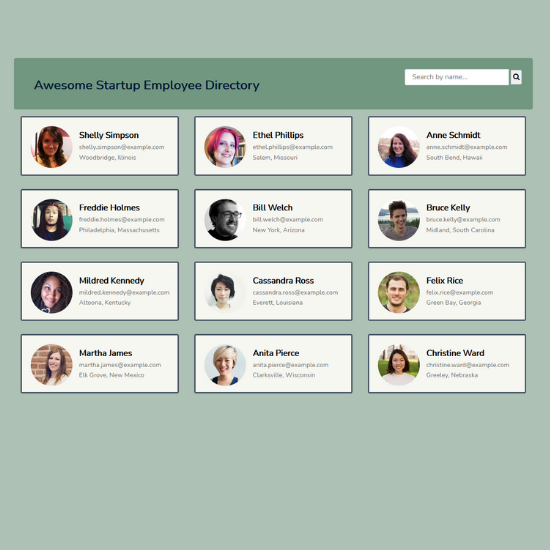 Awesome Startup Employee Directory
Search by name...
Shelly Simpson
shelly.simpson@example.com
Woodbridge, Illinois
Ethel Phillips
ethel.phillips@example.com
Salem, Missouri
Anne Schmidt
anne.schmidt@example.com
South Bend, Hawaii
Freddie Holmes
freddie.holmes@example.com
Philadelphia, Massachusetts
Bill Welch
bill.welch@example.com
New York, Arizona
Bruce Kelly
bruce.kelly@example.com
Midland, South Carolina
Mildred Kennedy
mildred.kennedy@example.com
Altoona, Kentucky
Cassandra Ross
cassandra.ross@example.com
Everett, Louisiana
Felix Rice
felix.rice@example.com
Green Bay, Georgia
Martha James
martha.james@example.com
Elk Grove, New Mexico
Anita Pierce
anita.pierce@example.com
Clarksville, Wisconsin
Christine Ward
christine.ward@example.com
Greeley, Nebraska